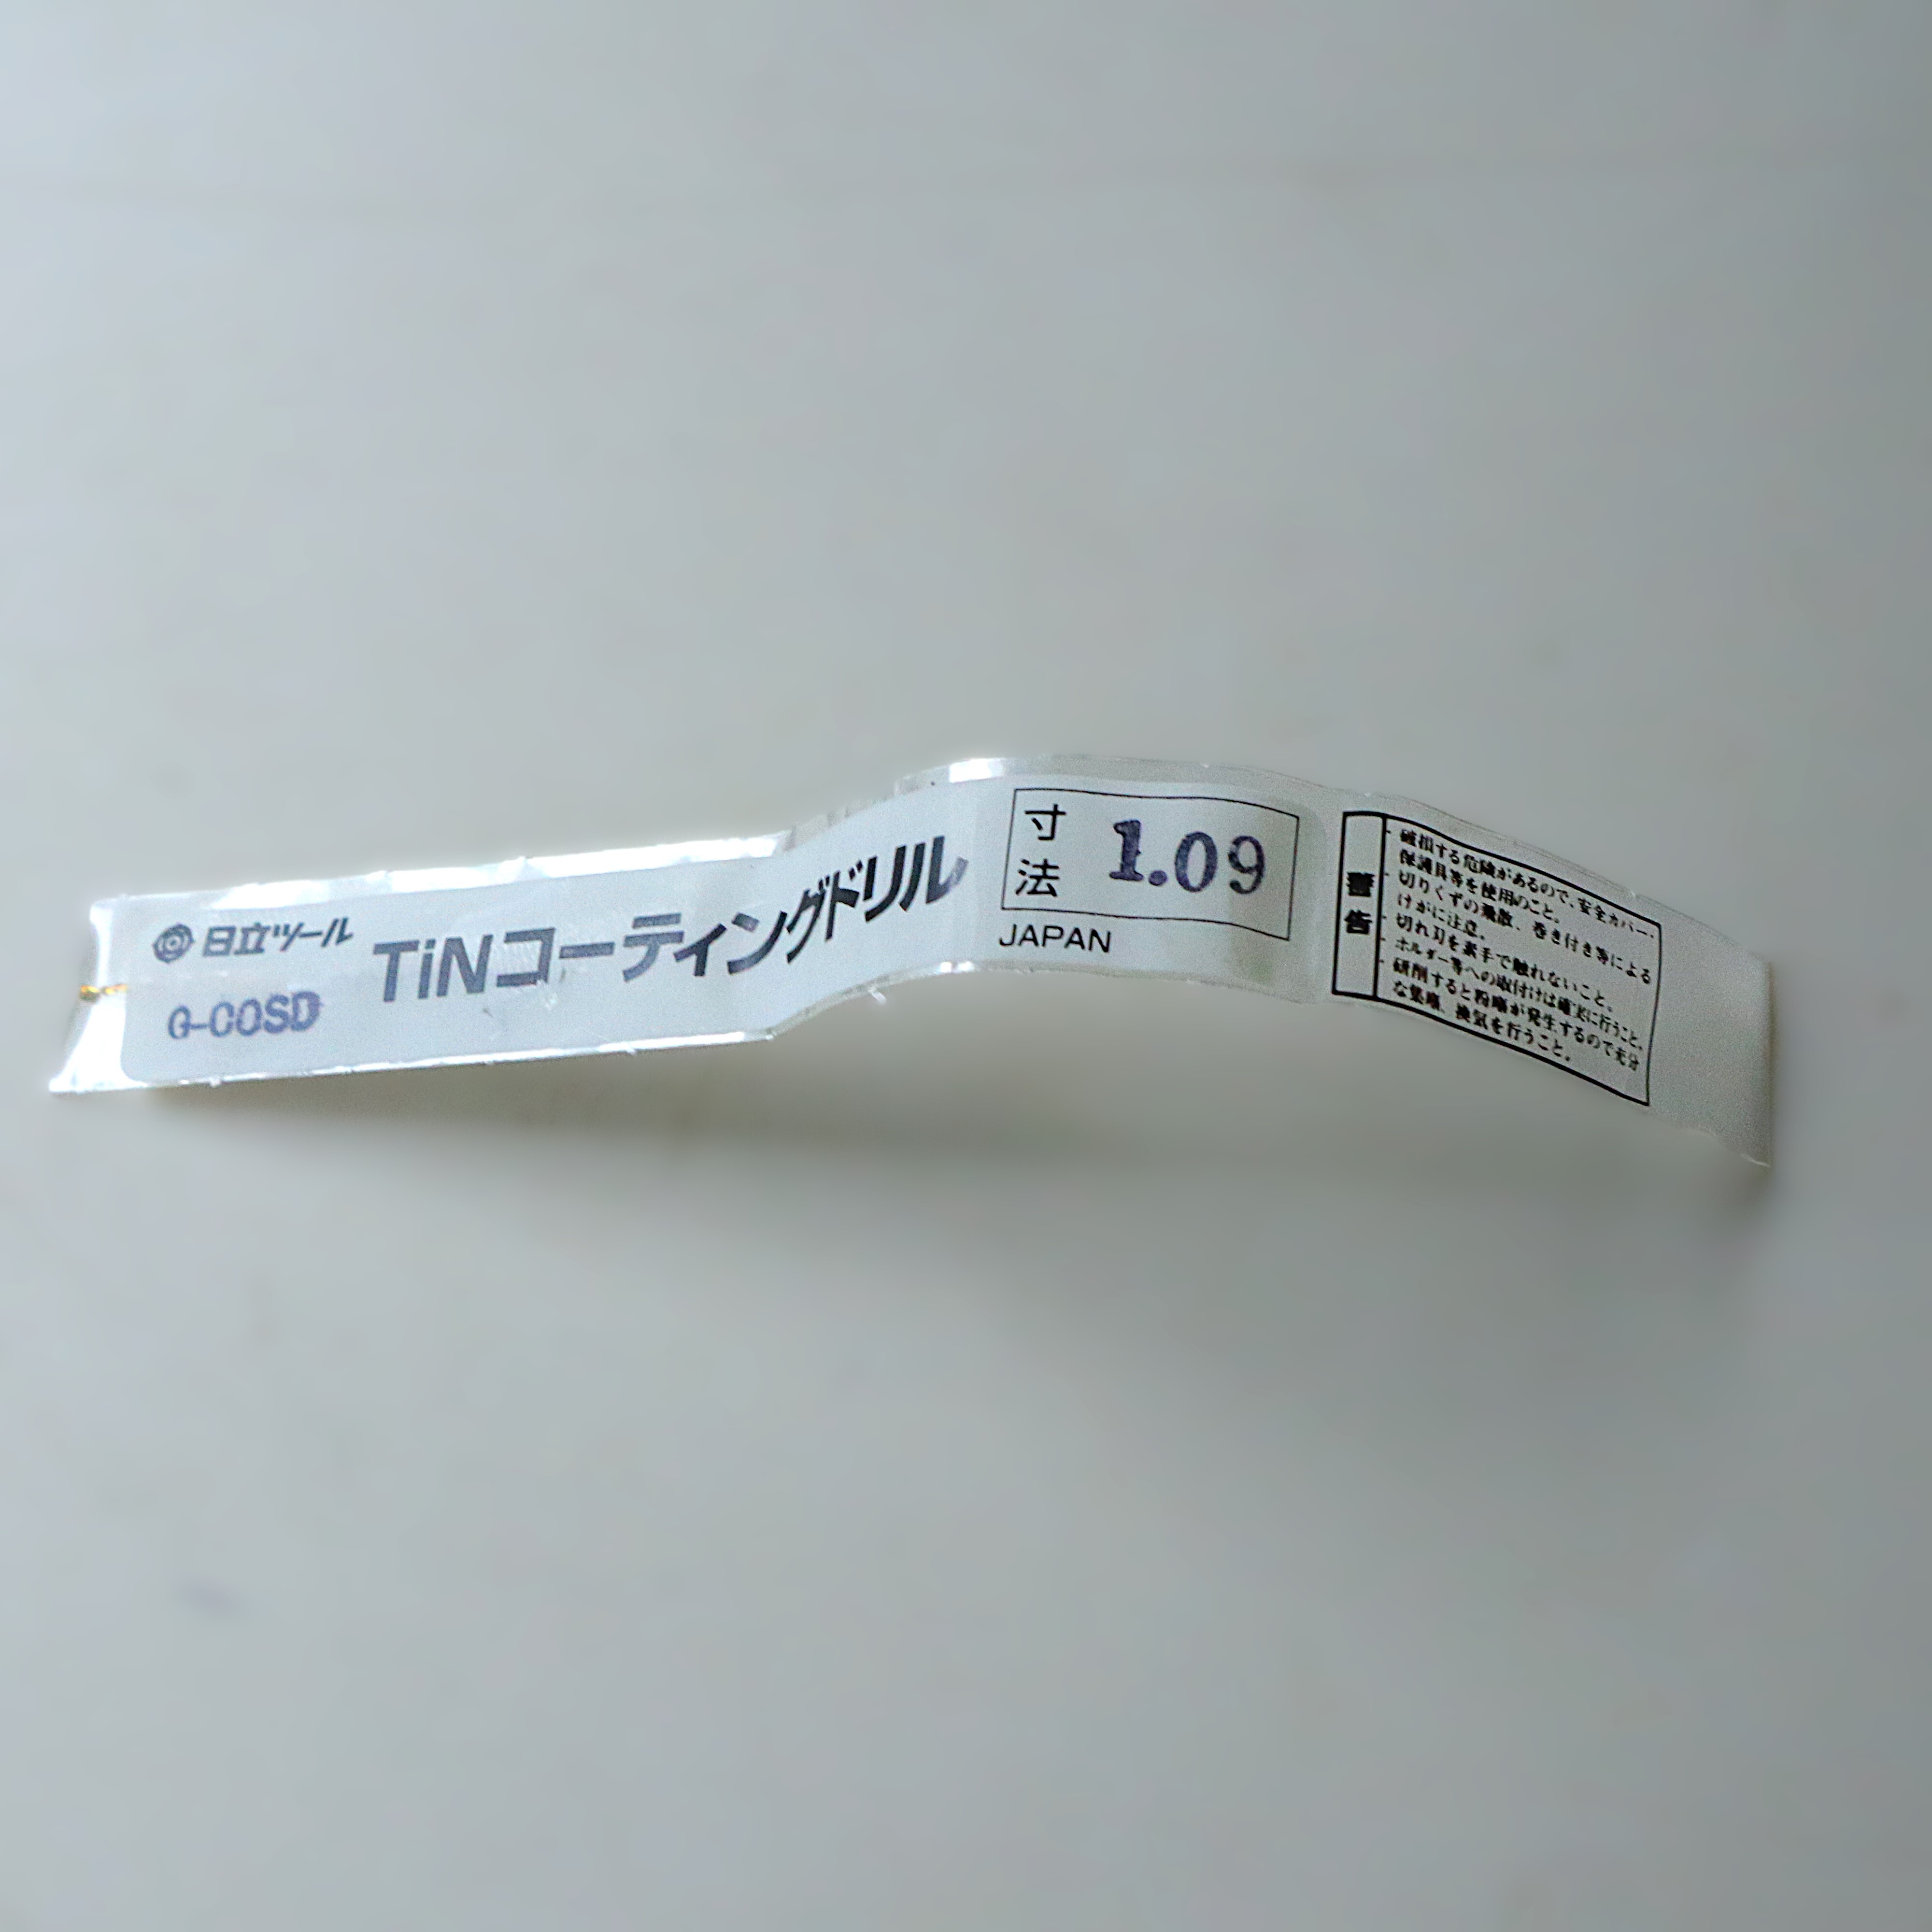 日立ツール
G-COSD
TiNコーティングドリル
寸法
1.09
JAPAN
警告
・破損する危険があるので、安全カバー・
保護具等を使用のこと。
・切りくずの飛散、巻き付き等による
けがに注意。
・切れ刃を素手で触れないこと。
・ホルダー等への取付けは確実に行うこと。
・研削すると粉塵が発生するので充分
な集塵、換気を行うこと。